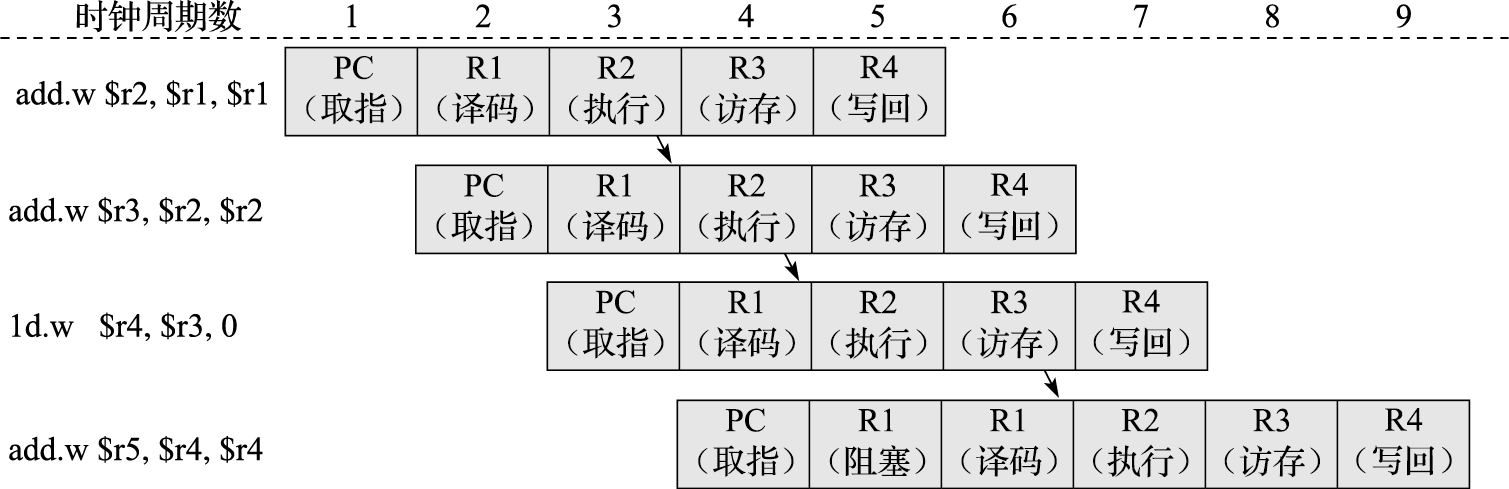 时钟周期数 1 2 3 4 5 6 7 8 9
add.w $r2, $r1, $r1
PC R1 R2 R3 R4
（取指） （译码） （执行） （访存） （写回）
add.w $r3, $r2, $r2
PC R1 R2 R3 R4
（取指） （译码） （执行） （访存） （写回）
1d.w $r4, $r3, 0
PC R1 R2 R3 R4
（取指） （译码） （执行） （访存） （写回）
add.w $r5, $r4, $r4
PC R1 R1 R2 R3 R4
（取指） （阻塞） （译码） （执行） （访存） （写回）